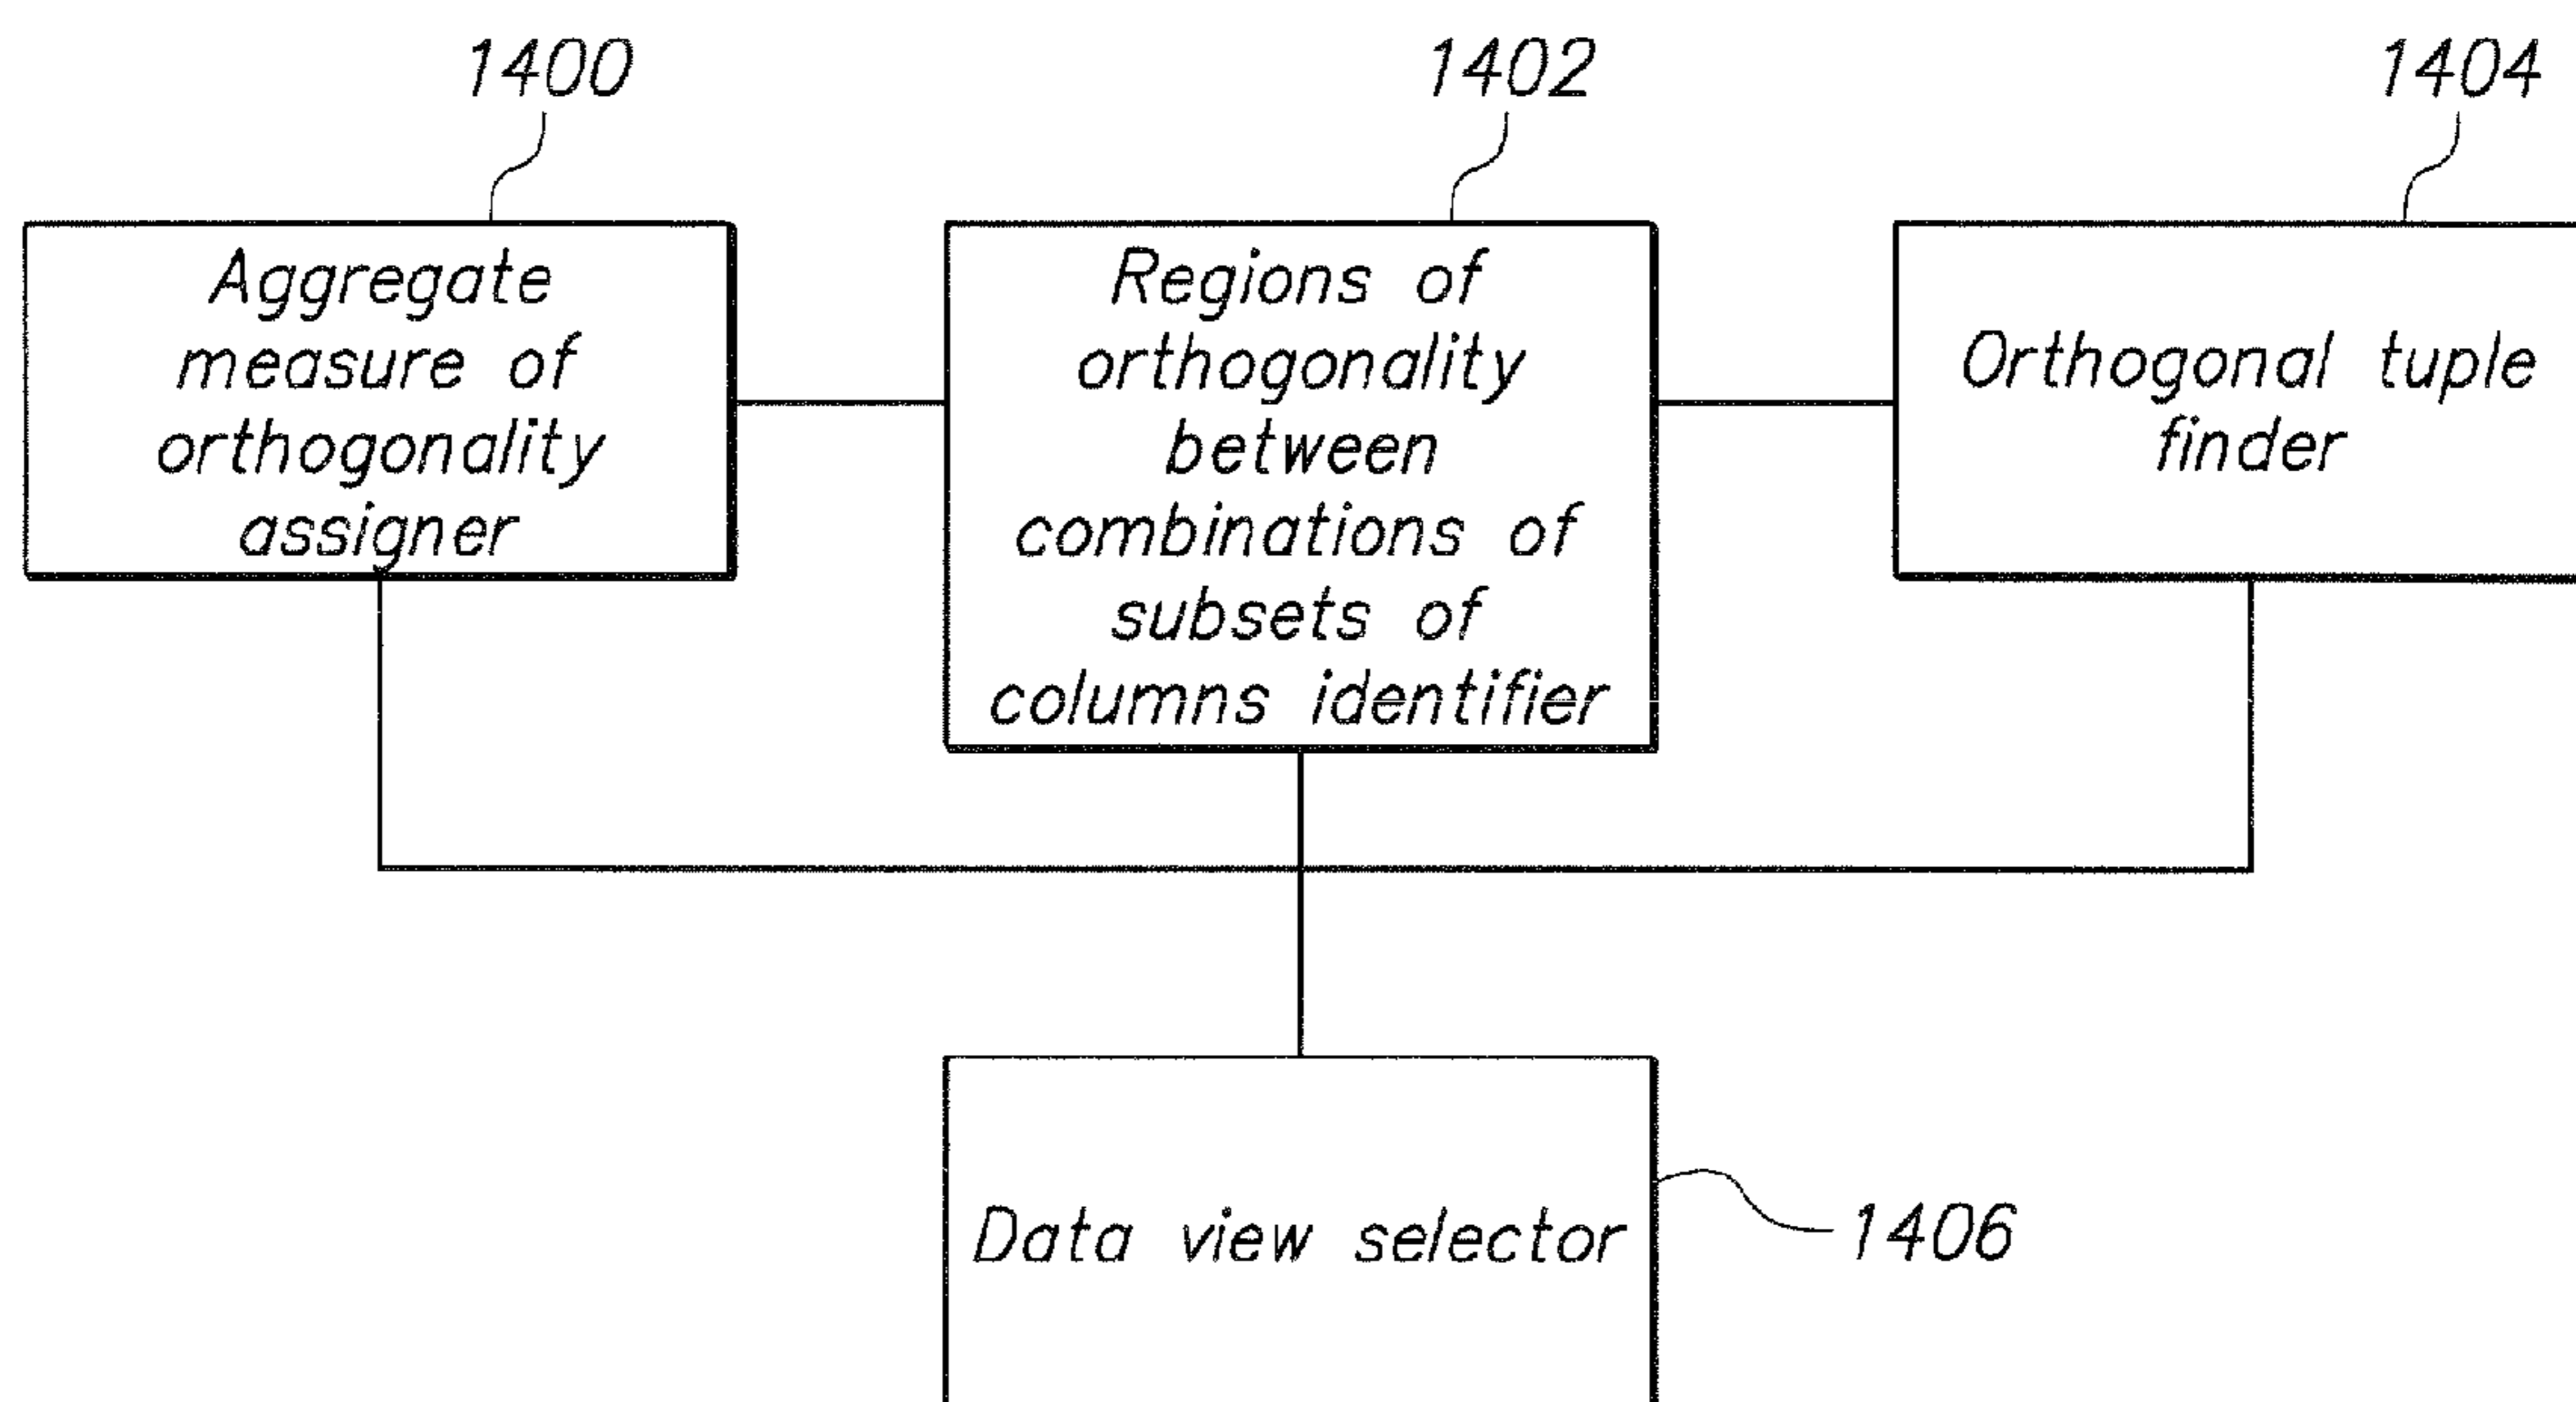 1400
1402
1404
Aggregate
measure of
orthogonality
assigner
Regions of
orthogonality
between
combinations of
subsets of
columns identifier
Orthogonal tuple
finder
Data view selector
1406